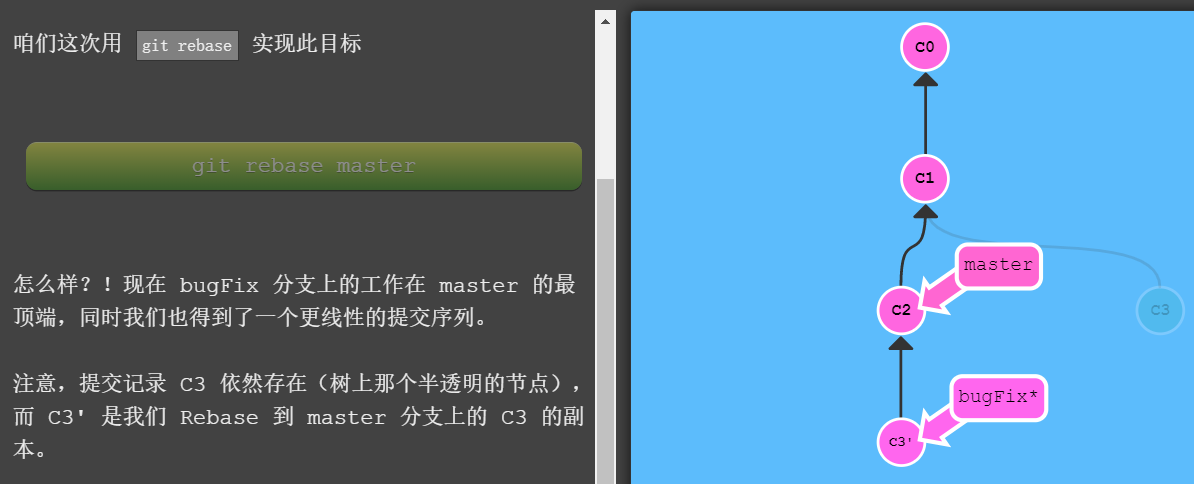 咱们这次用 git rebase 实现此目标
git rebase master
怎么样？！现在 bugFix 分支上的工作在 master 的最
顶端，同时我们也得到了一个更线性的提交序列。
注意，提交记录 C3 依然存在（树上那个半透明的节点），
而 C3' 是我们 Rebase 到 master 分支上的 C3 的副
本。
C0
C1
master
C2
C3
bugFix*
C3'